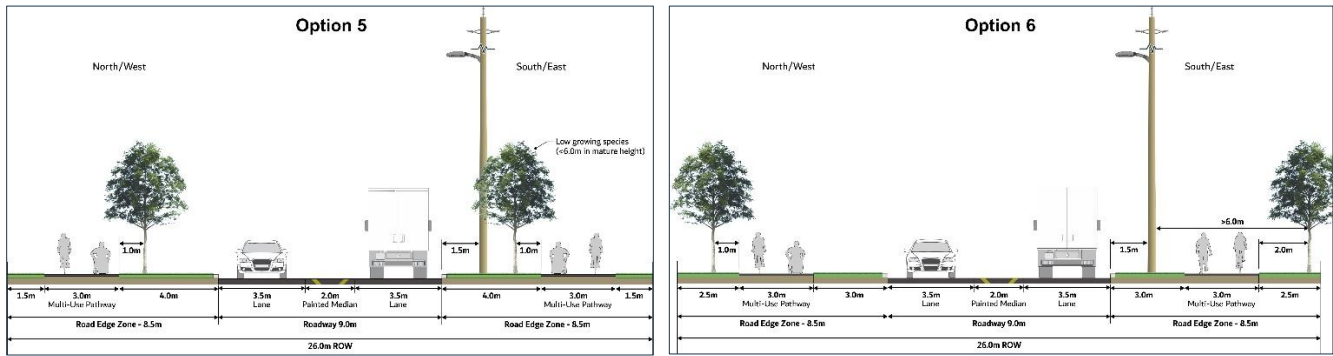 Option 5
North/West
South/East
Low growing species
(<6.0m in mature height)
1.0m
1.5m
1.0m
1.5m
3.0m
4.0m
3.5m
2.0m
3.5m
4.0m
3.0m
1.5m
Multi-Use Pathway
Lane
Painted Median
Lane
Multi-Use Pathway
Road Edge Zone - 8.5m
Roadway 9.0m
Road Edge Zone - 8.5m
26.0m ROW
Option 6
North/West
South/East
>6.0m
1.0m
1.5m
2.0m
2.5m
3.0m
3.0m
3.5m
2.0m
3.5m
3.0m
3.0m
2.5m
Multi-Use Pathway
Lane
Painted Median
Lane
Multi-Use Pathway
Road Edge Zone - 8.5m
Roadway 9.0m
Road Edge Zone - 8.5m
26.0m ROW